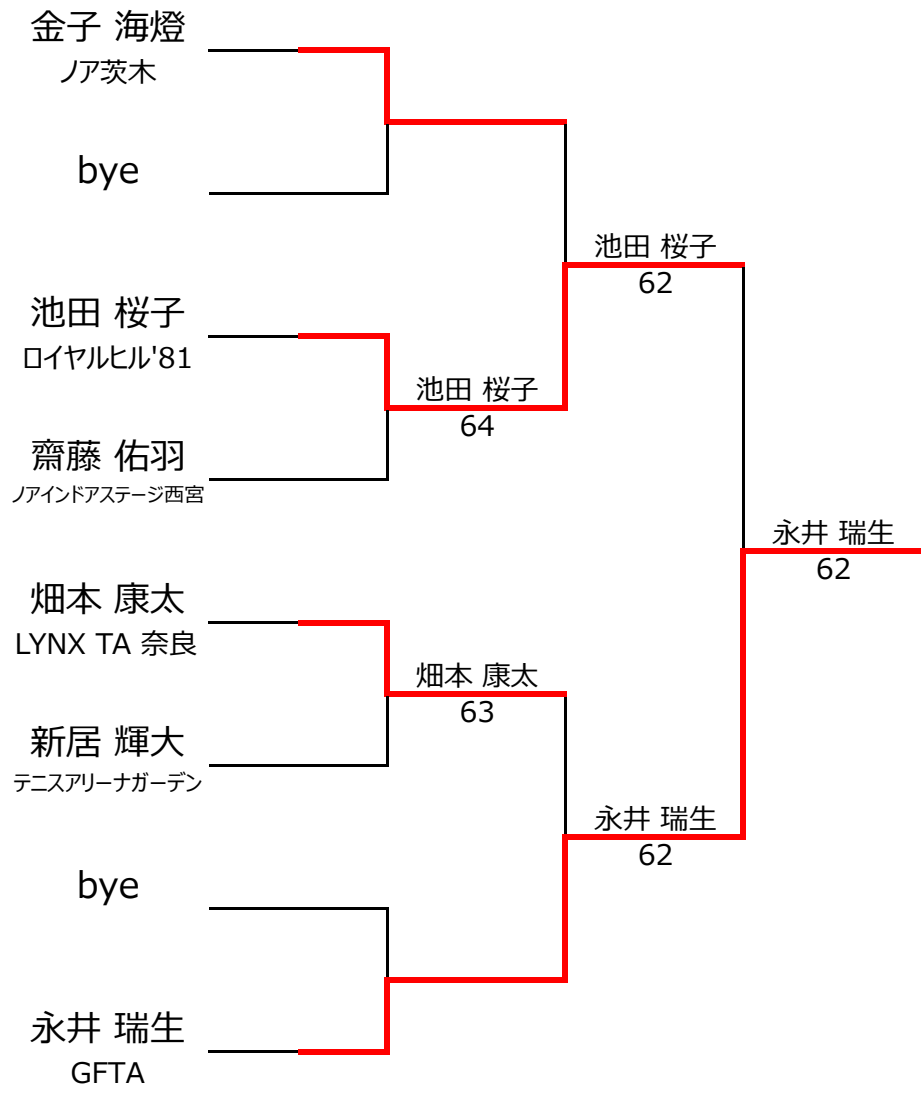 金子 海燈
ノア茨木
bye
池田 桜子
62
池田 桜子
ロイヤルヒル'81
池田 桜子
64
齋藤 佑羽
ノアインドアステージ西宮
永井 瑞生
62
畑本 康太
LYNX TA 奈良
畑本 康太
63
新居 輝大
テニスアリーナガーデン
永井 瑞生
62
bye
永井 瑞生
GFTA